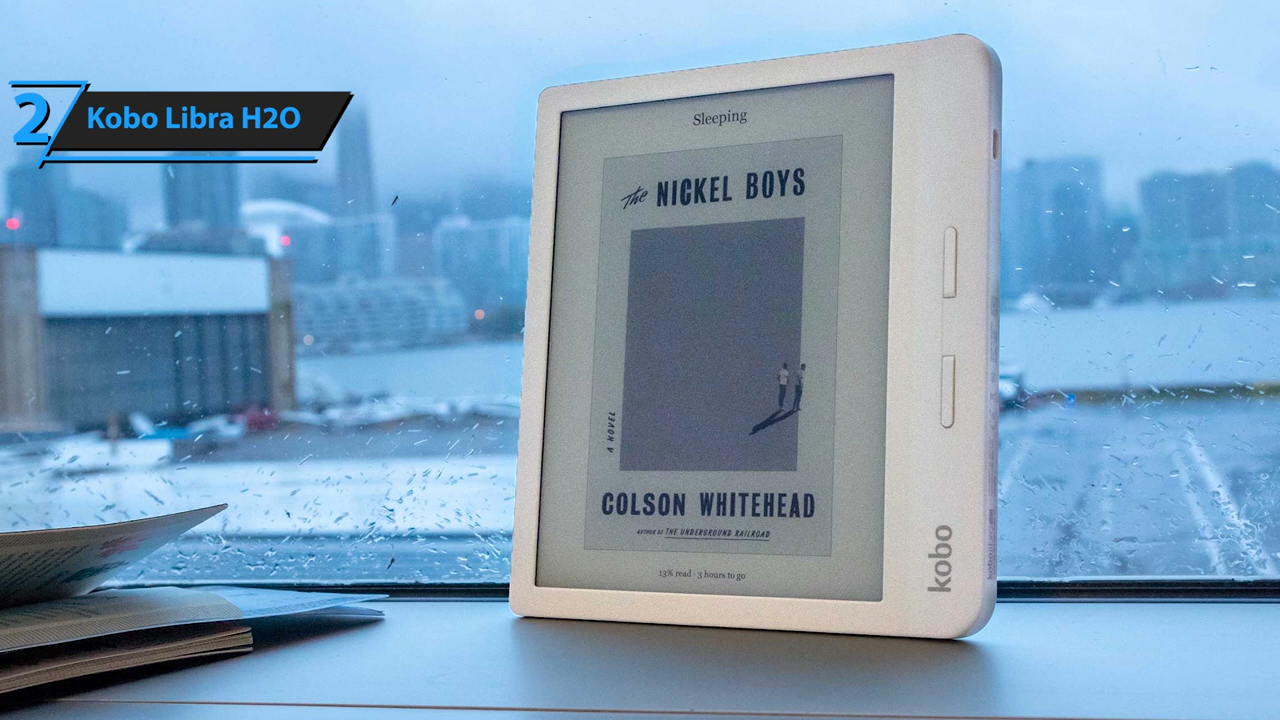 2
Kobo Libra H2O
Sleeping
The NICKEL BOYS
A NOVEL
COLSON WHITEHEAD
AUTHOR OF THE UNDERGROUND RAILROAD
13% read · 3 hours to go
kobo